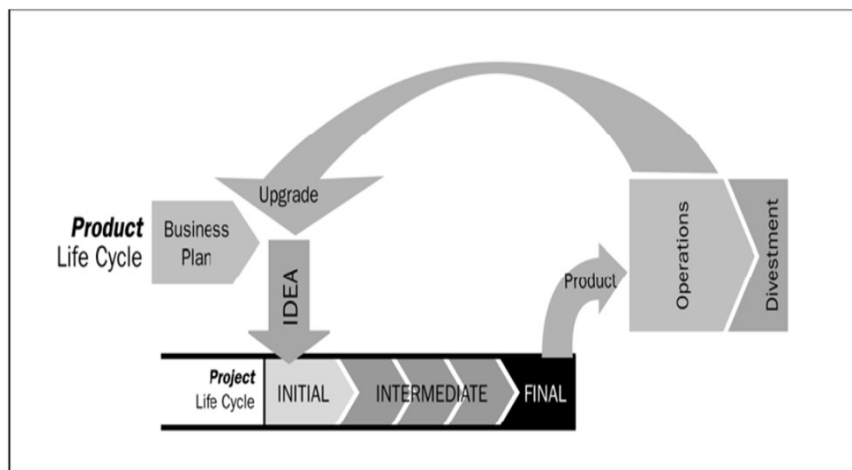 Upgrade
Product
Life Cycle
Business
Plan
IDEA
Product
Operations
Divestment
Project
Life Cycle
INITIAL
INTERMEDIATE
FINAL